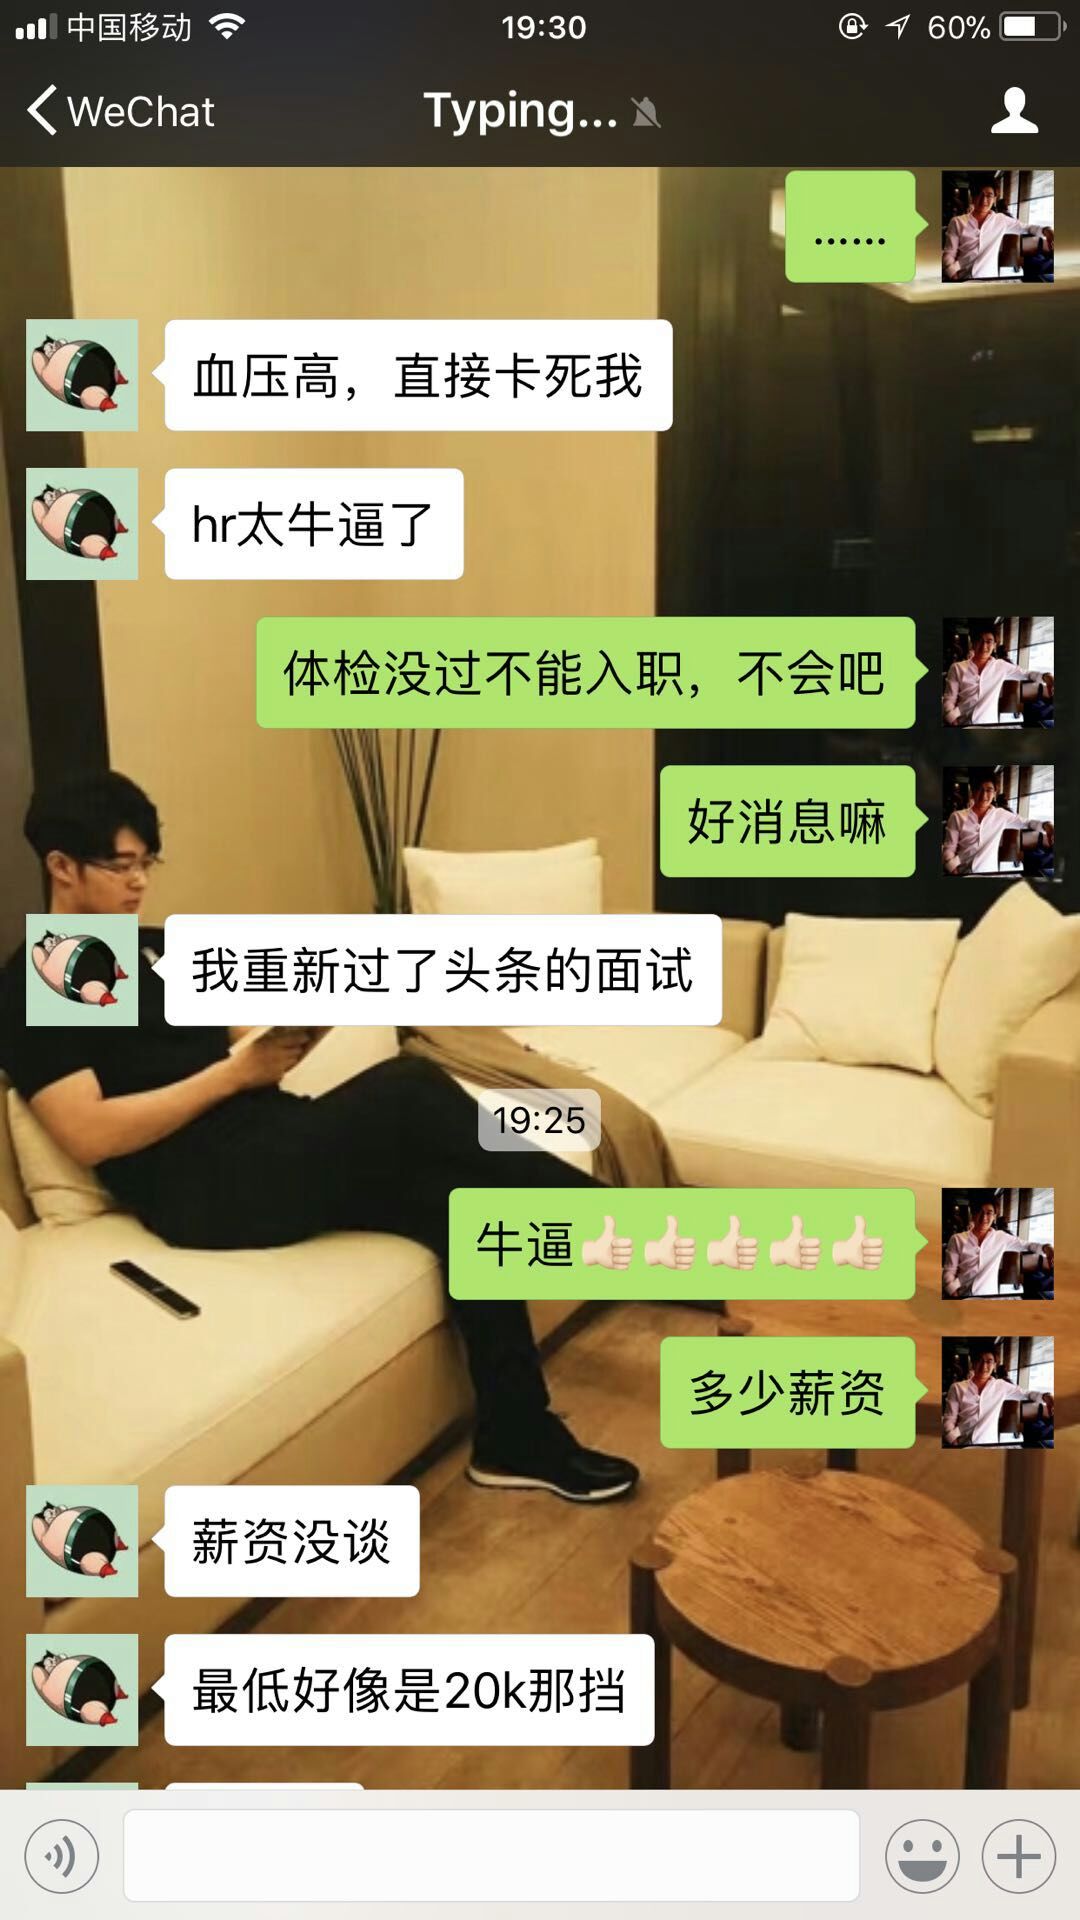 中国移动 19:30 60%
WeChat Typing...
......
血压高，直接卡死我
hr太牛逼了
体检没过不能入职，不会吧
好消息嘛
我重新过了头条的面试
19:25
牛逼👍🏻👍🏻👍🏻👍🏻👍🏻
多少薪资
薪资没谈
最低好像是20k那挡